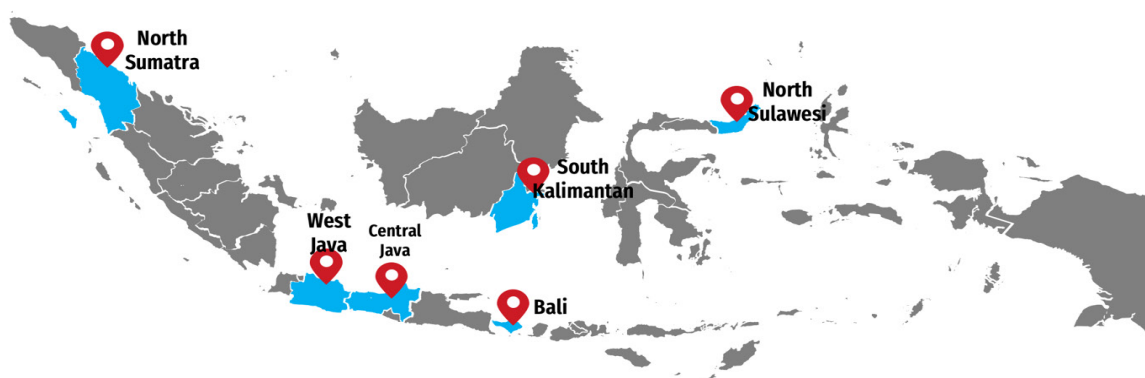 North
Sumatra
North
Sulawesi
South
Kalimantan
West
Java
Central
Java
Bali